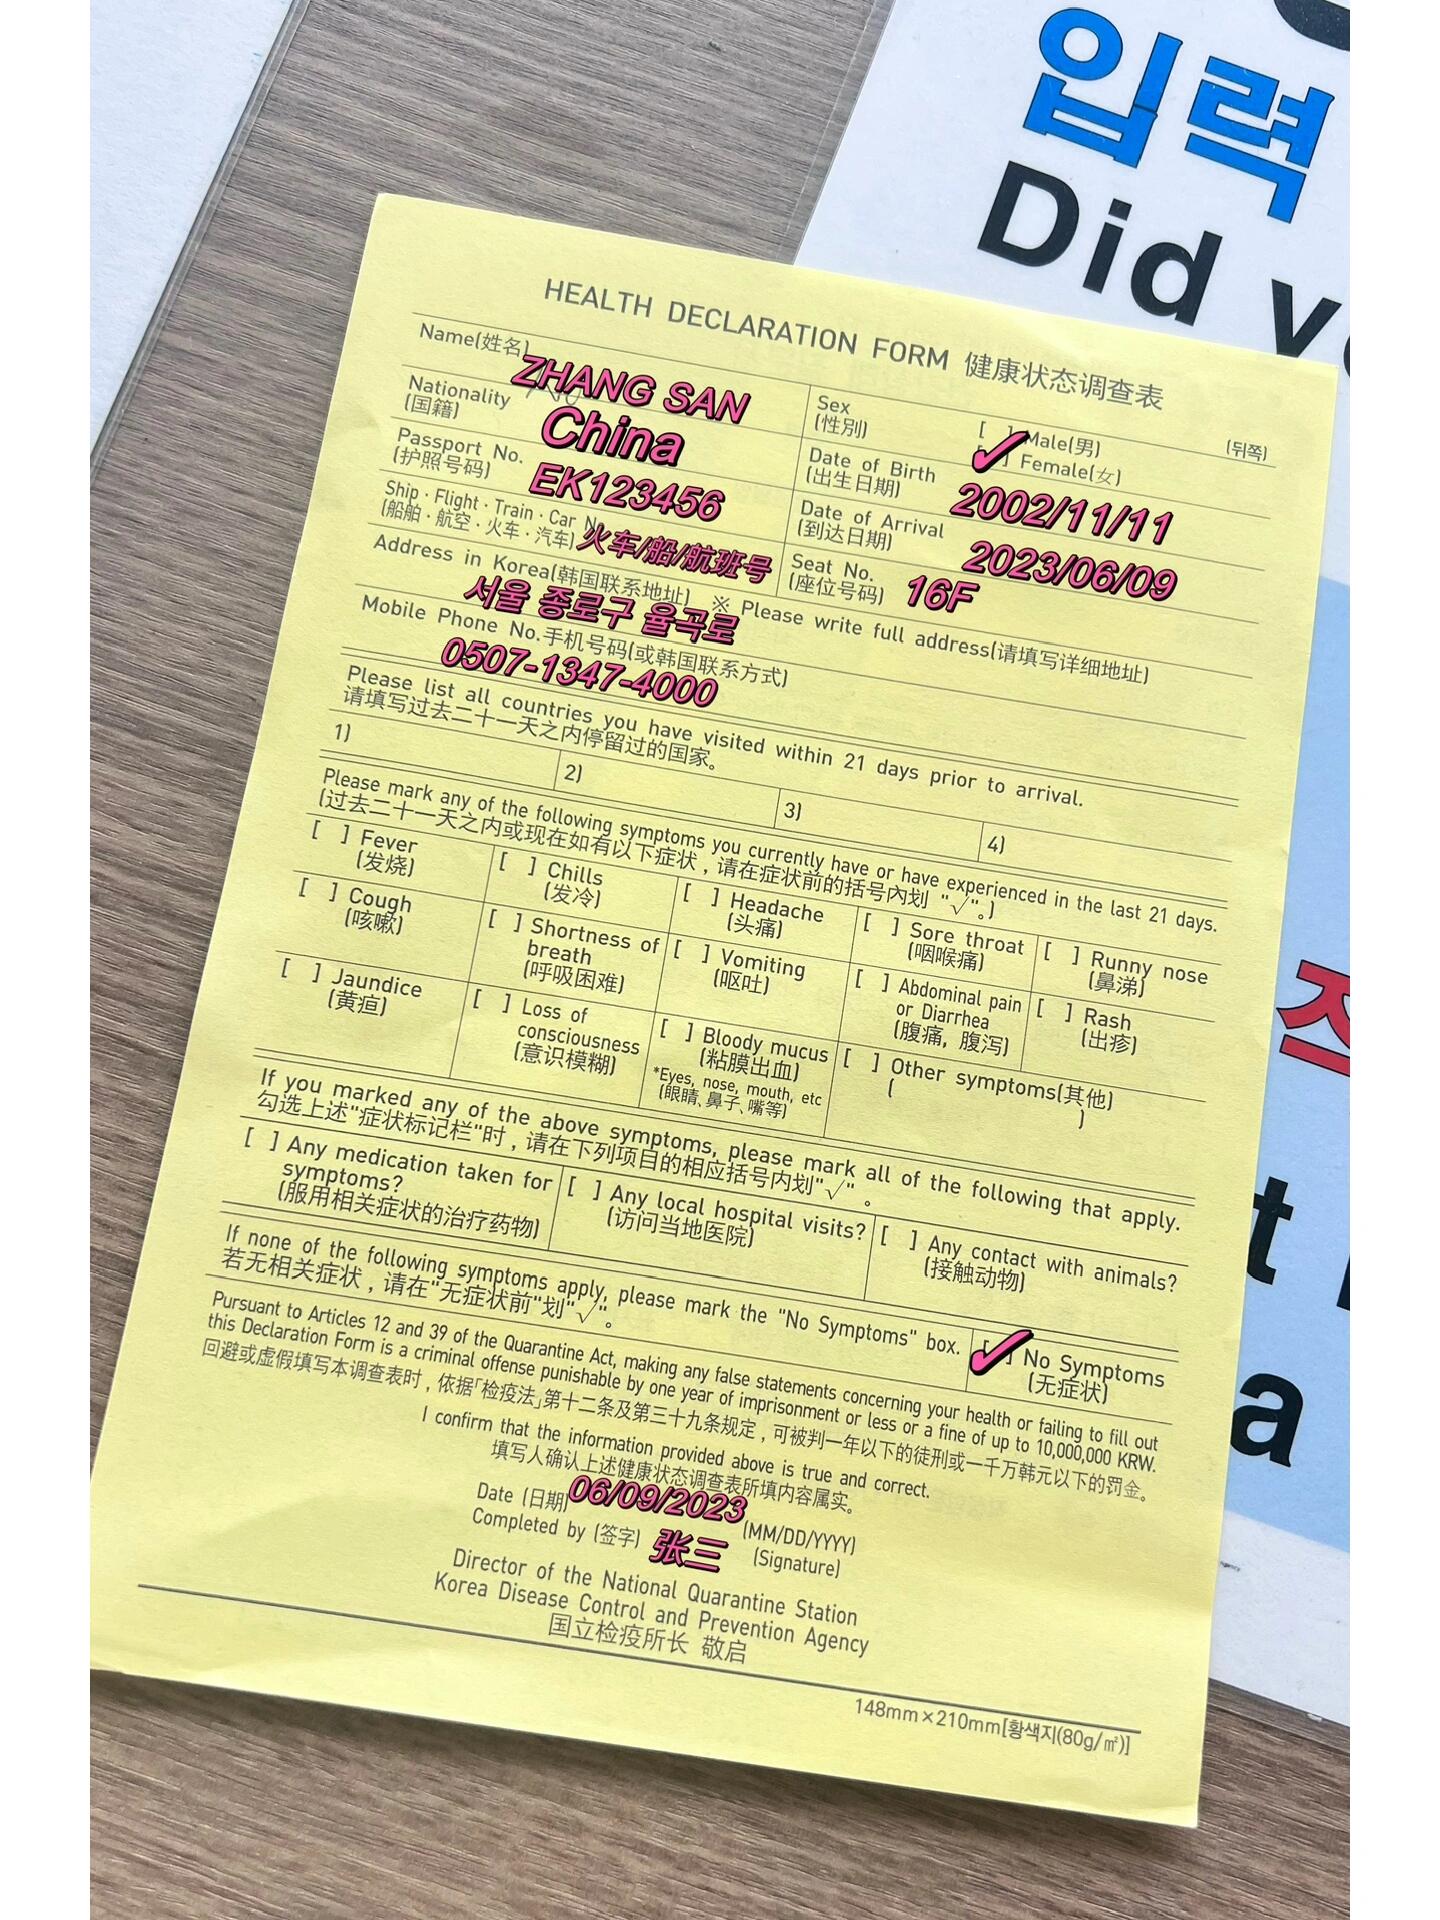 입력
Did y
HEALTH DECLARATION FORM 健康状态调查表
(뒤쪽)
Name(姓名)
ZHANG SAN
Sex
(性別)
[ ] Male(男)
[✓] Female(女)
Nationality
(国籍)
China
Date of Birth
(出生日期)
2002/11/11
Passport No.
(护照号码)
EK123456
Date of Arrival
(到达日期)
2023/06/09
Ship · Flight · Train · Car No.
(船舶 · 航空 · 火车 · 汽车)
火车/船/航班号
Seat No.
(座位号码)
16F
Address in Korea(韩国联系地址) ※ Please write full address(请填写详细地址)
서울 종로구 율곡로
Mobile Phone No.手机号码(或韩国联系方式)
0507-1347-4000
Please list all countries you have visited within 21 days prior to arrival.
请填写过去二十一天之内停留过的国家。
1)
2)
3)
4)
Please mark any of the following symptoms you currently have or have experienced in the last 21 days.
(过去二十一天之内或现在如有以下症状，请在症状前的括号內划 "√"。)
[ ] Fever
(发烧)
[ ] Chills
(发冷)
[ ] Headache
(头痛)
[ ] Sore throat
(咽喉痛)
[ ] Runny nose
(鼻涕)
[ ] Cough
(咳嗽)
[ ] Shortness of
breath
(呼吸困难)
[ ] Vomiting
(呕吐)
[ ] Abdominal pain
or Diarrhea
(腹痛, 腹泻)
[ ] Rash
(出疹)
[ ] Jaundice
(黄疸)
[ ] Loss of
consciousness
(意识模糊)
[ ] Bloody mucus
(粘膜出血)
*Eyes, nose, mouth, etc
(眼睛、鼻子、嘴等)
[ ] Other symptoms(其他)
( )
If you marked any of the above symptoms, please mark all of the following that apply.
勾选上述"症状标记栏"时，请在下列项目的相应括号内划"√" 。
[ ] Any medication taken for
symptoms?
(服用相关症状的治疗药物)
[ ] Any local hospital visits?
(访问当地医院)
[ ] Any contact with animals?
(接触动物)
If none of the following symptoms apply, please mark the "No Symptoms" box.
若无相关症状，请在"无症状前"划"√"。
[✓] No Symptoms
(无症状)
Pursuant to Articles 12 and 39 of the Quarantine Act, making any false statements concerning your health or failing to fill out
this Declaration Form is a criminal offense punishable by one year of imprisonment or less or a fine of up to 10,000,000 KRW.
回避或虚假填写本调查表时，依据「检疫法」第十二条及第三十九条规定，可被判一年以下的徒刑或一千万韩元以下的罚金。
I confirm that the information provided above is true and correct.
填写人确认上述健康状态调查表所填内容属实。
Date (日期) 06/09/2023 (MM/DD/YYYY)
Completed by (签字) 张三 (Signature)
Director of the National Quarantine Station
Korea Disease Control and Prevention Agency
国立检疫所长 敬启
148mm×210mm[황색지(80g/㎡)]